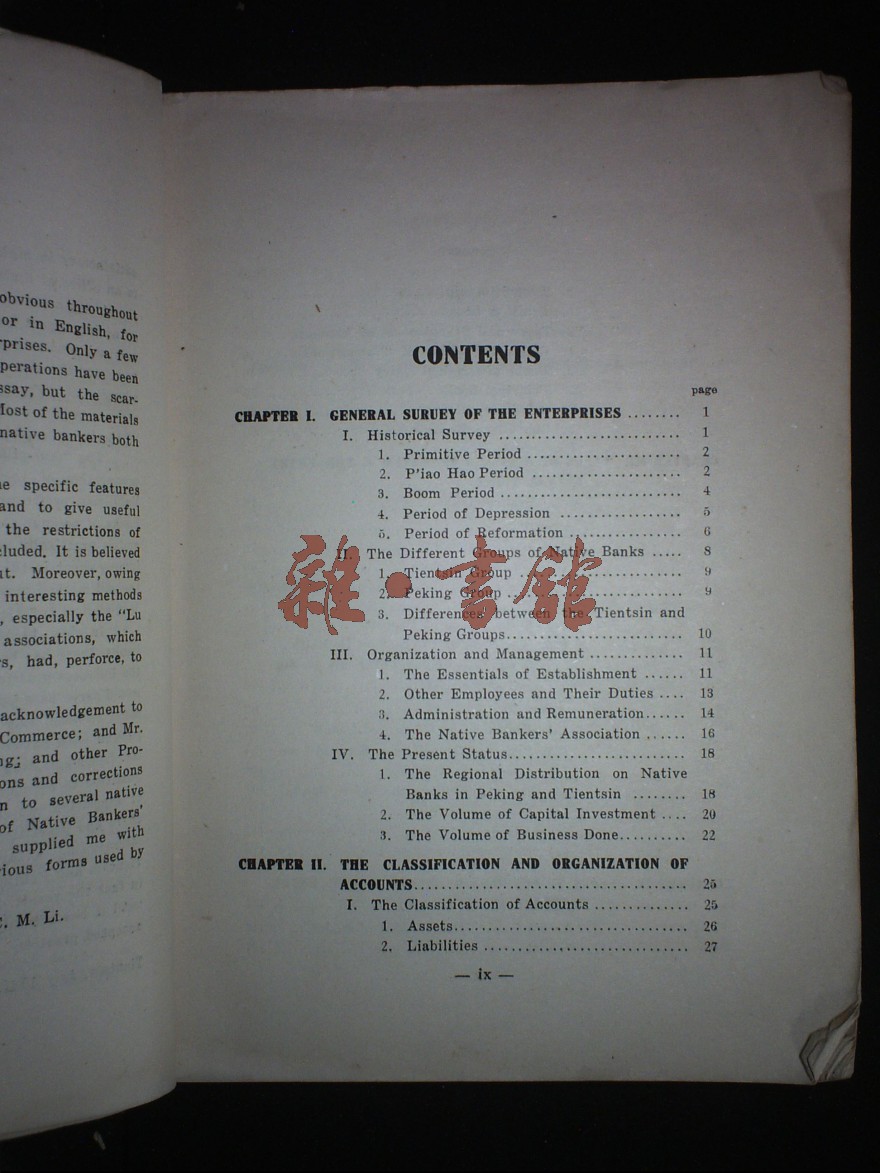 obvious throughout
or in English, for
rprises. Only a few
perations have been
ssay, but the scar-
Most of the materials
native bankers both
e specific features
and to give useful
the restrictions of
cluded. It is believed
ut. Moreover, owing
interesting methods
, especially the "Lu
associations, which
rs, had, perforce, to
acknowledgement to
Commerce; and Mr.
ng; and other Pro-
ons and corrections
n to several native
of Native Bankers'
supplied me with
rious forms used by
C. M. Li.
CONTENTS
page
CHAPTER I. GENERAL SURUEY OF THE ENTERPRISES ........ 1
I. Historical Survey .......................... 1
1. Primitive Period ...................... 2
2. P'iao Hao Period ..................... 2
3. Boom Period .......................... 4
4. Period of Depression ................. 5
5. Period of Reformation ................ 6
II. The Different Groups of Native Banks ..... 8
1. Tientsin Group ....................... 9
2. Peking Group ......................... 9
3. Differences between the Tientsin and
Peking Groups......................... 10
III. Organization and Management .............. 11
1. The Essentials of Establishment ...... 11
2. Other Employees and Their Duties .... 13
3. Administration and Remuneration...... 14
4. The Native Bankers' Association ...... 16
IV. The Present Status......................... 18
1. The Regional Distribution on Native
Banks in Peking and Tientsin ........ 18
2. The Volume of Capital Investment .... 20
3. The Volume of Business Done.......... 22
CHAPTER II. THE CLASSIFICATION AND ORGANIZATION OF
ACCOUNTS....................................... 25
I. The Classification of Accounts .............. 25
1. Assets.................................. 26
2. Liabilities ............................. 27
— ix —
雜·書館